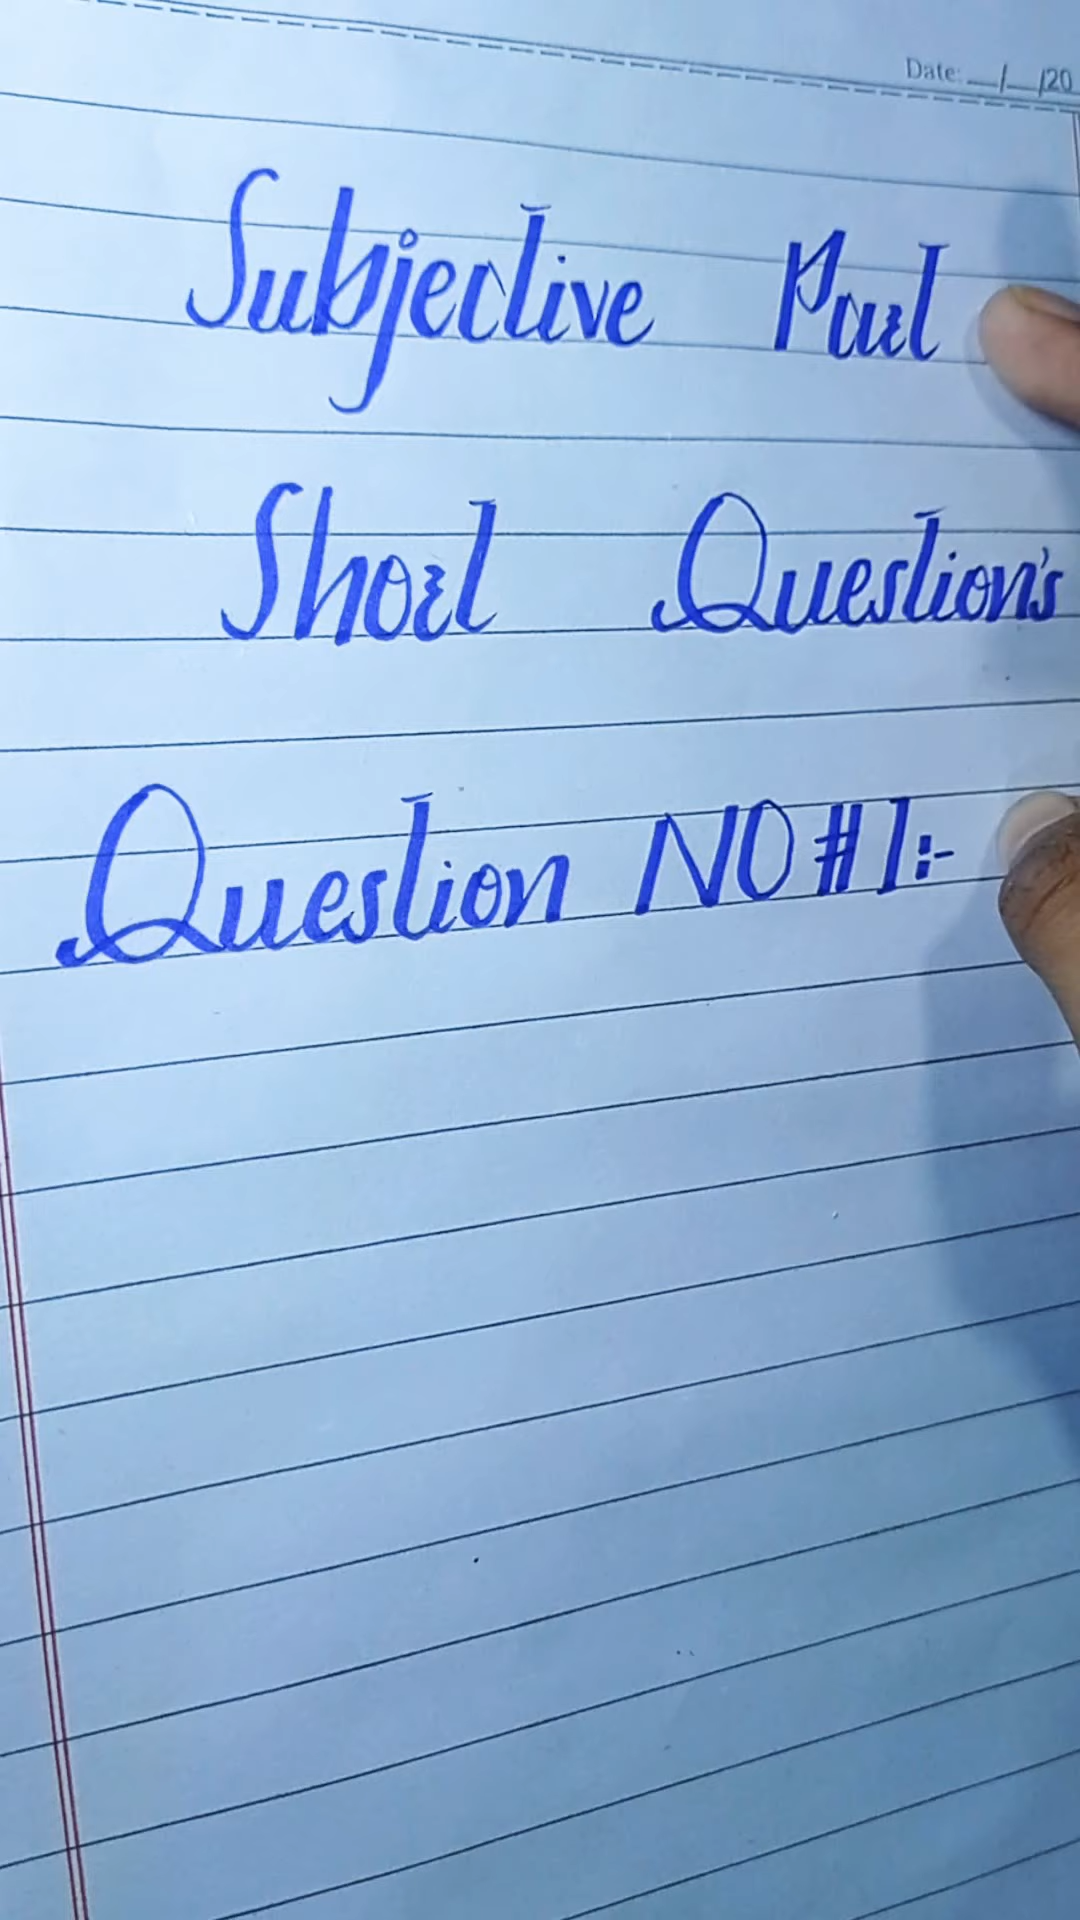 Date: __/__/20
Subjective Part
Short Question's
Question NO # 1:-